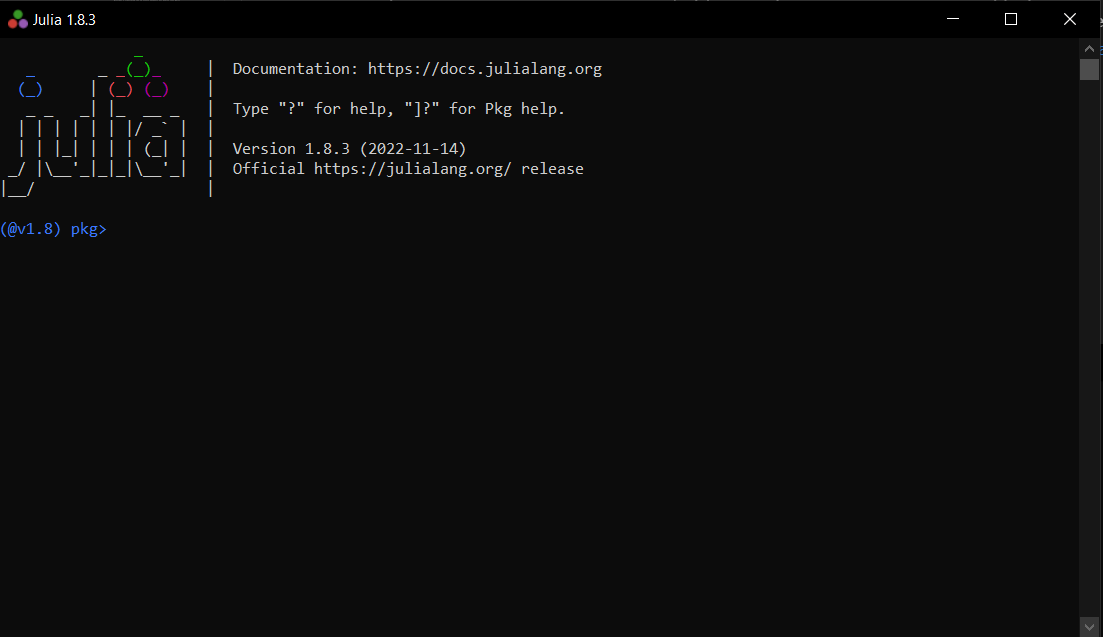 Julia 1.8.3
Documentation: https://docs.julialang.org
Type "?" for help, "]?" for Pkg help.
Version 1.8.3 (2022-11-14)
Official https://julialang.org/ release
julia
(@v1.8) pkg>